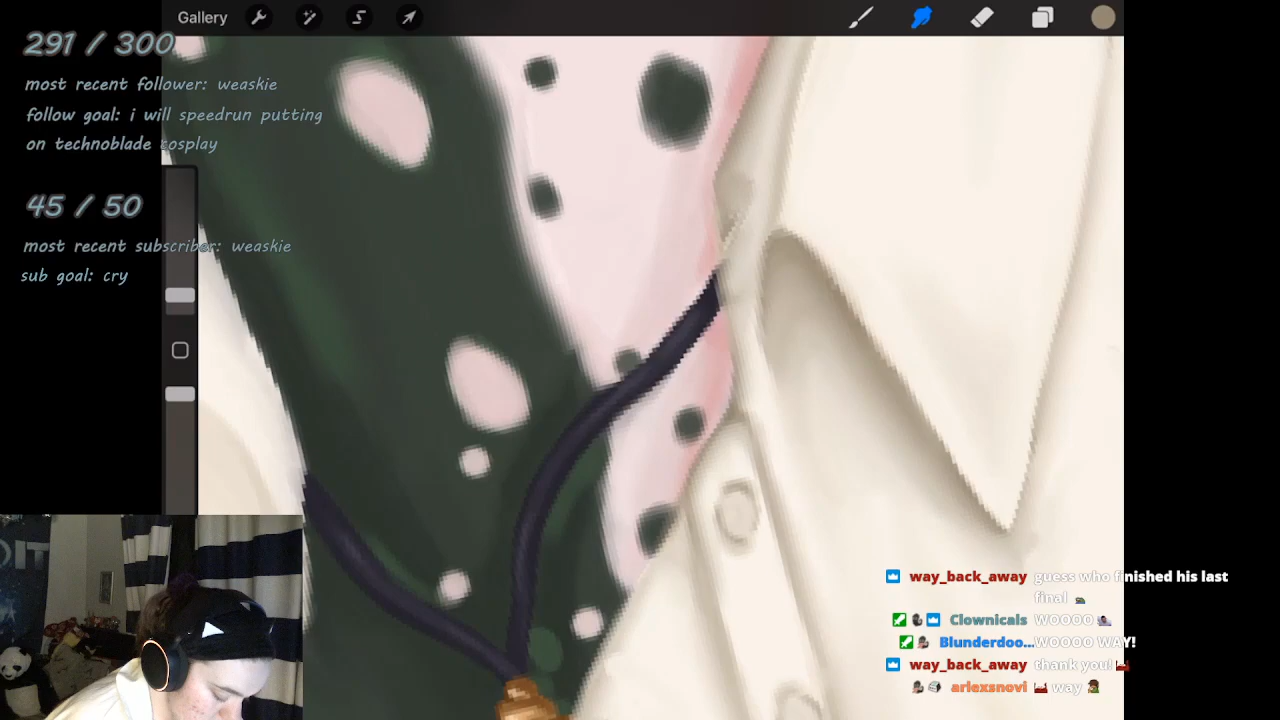 Gallery
291 / 300
most recent follower: weaskie
follow goal: i will speedrun putting
on technoblade cosplay
45 / 50
most recent subscriber: weaskie
sub goal: cry
way_back_away guess who finished his last
final
Clownicals WOOOO
Blunderdoo... WOOOO WAY!
way_back_away thank you!
arlexsnovi way